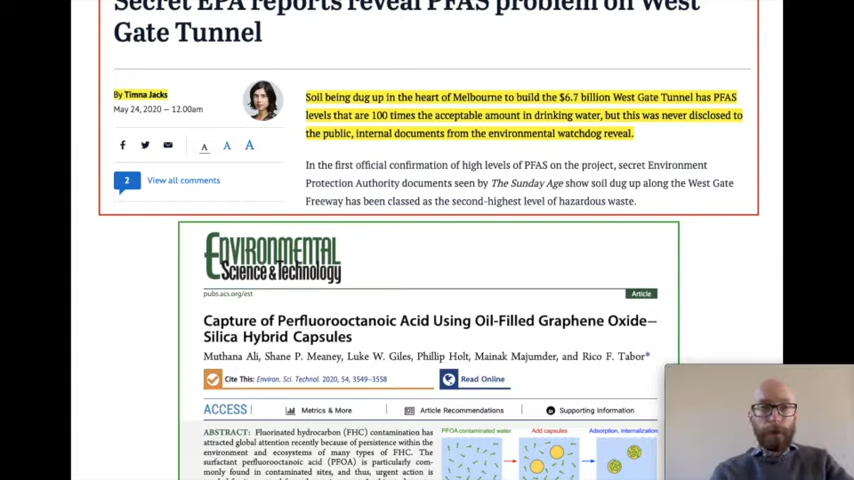 Secret EPA reports reveal PFAS problem on West
Gate Tunnel
By Timna Jacks
May 24, 2020 — 12.00am
A A A
2 View all comments
Soil being dug up in the heart of Melbourne to build the $6.7 billion West Gate Tunnel has PFAS
levels that are 100 times the acceptable amount in drinking water, but this was never disclosed to
the public, internal documents from the environmental watchdog reveal.
In the first official confirmation of high levels of PFAS on the project, secret Environment
Protection Authority documents seen by The Sunday Age show soil dug up along the West Gate
Freeway has been classed as the second-highest level of hazardous waste.
ENVIRONMENTAL
Science & Technology
pubs.acs.org/est
Article
Capture of Perfluorooctanoic Acid Using Oil-Filled Graphene Oxide–
Silica Hybrid Capsules
Muthana Ali, Shane P. Meaney, Luke W. Giles, Phillip Holt, Mainak Majumder, and Rico F. Tabor*
Cite This: Environ. Sci. Technol. 2020, 54, 3549–3558
Read Online
ACCESS
Metrics & More
Article Recommendations
Supporting Information
ABSTRACT: Fluorinated hydrocarbon (FHC) contamination has
attracted global attention recently because of persistence within the
environment and ecosystems of many types of FHC. The
surfactant perfluorooctanoic acid (PFOA) is particularly com-
monly found in contaminated sites, and thus, urgent action is
PFOA contaminated water
Add capsules
Adsorption, internalization